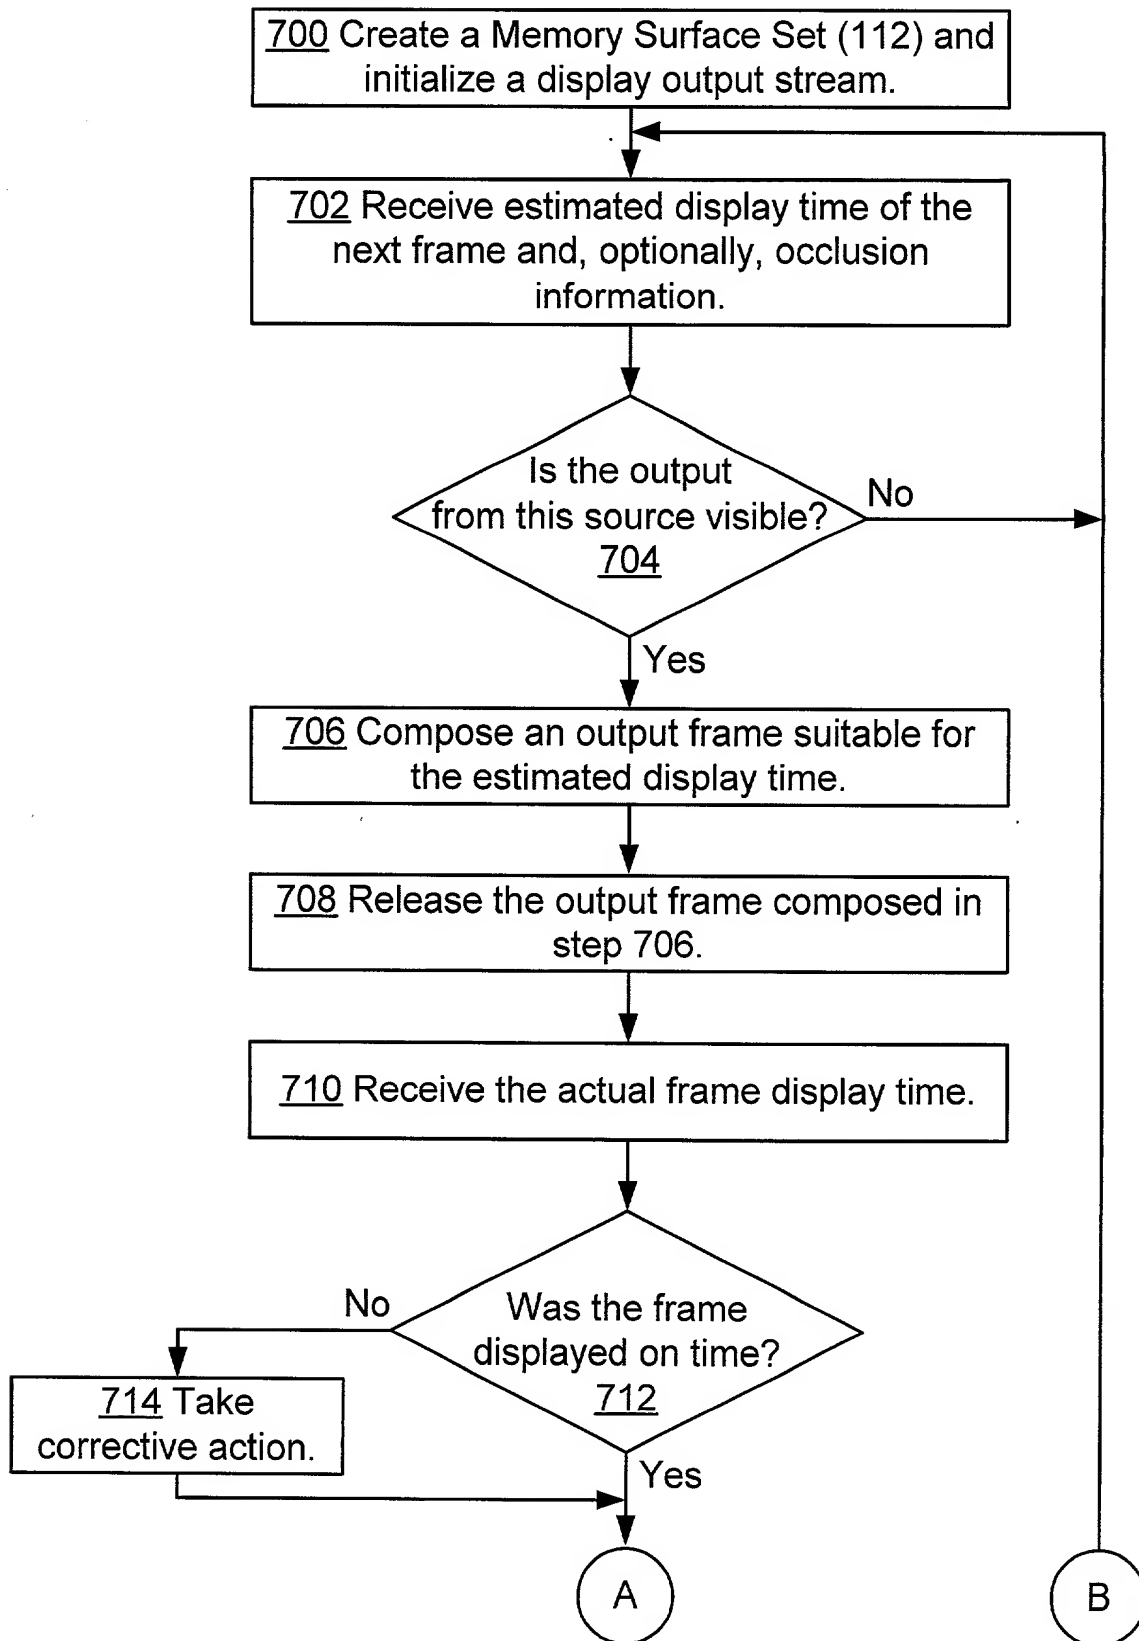 700 Create a Memory Surface Set (112) and
initialize a display output stream.
702 Receive estimated display time of the
next frame and, optionally, occlusion
information.
Is the output
from this source visible?
704
No
Yes
706 Compose an output frame suitable for
the estimated display time.
708 Release the output frame composed in
step 706.
710 Receive the actual frame display time.
Was the frame
displayed on time?
712
No
714 Take
corrective action.
Yes
A
B